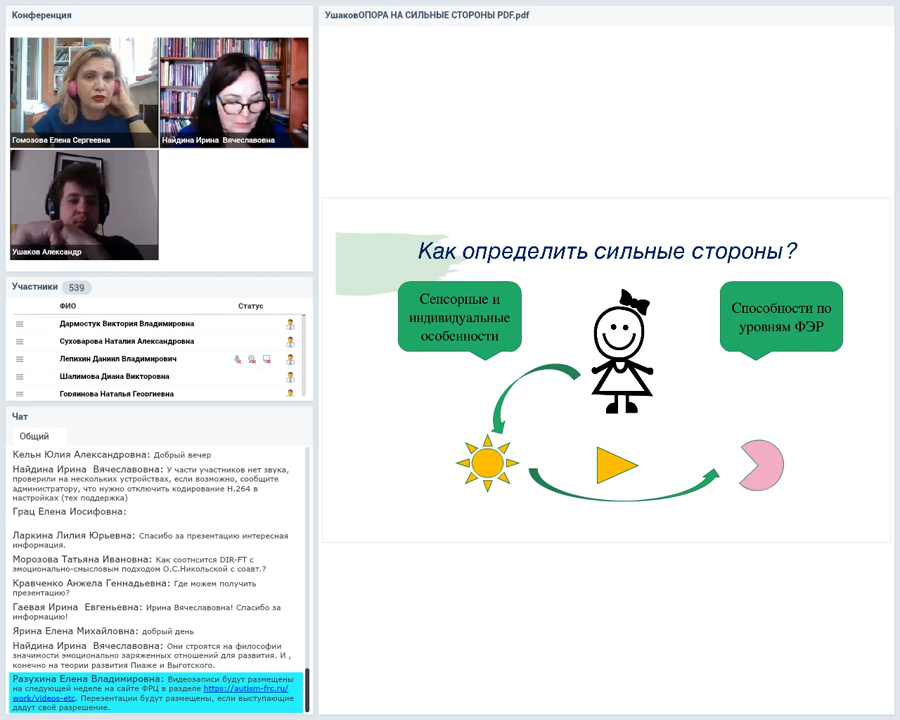 Конференция
Гомозова Елена Сергеевна
Найдина Ирина Вячеславовна
Ушаков Александр
Участники 539
ФИО Статус
Дармостук Виктория Владимировна
Суховарова Наталия Александровна
Лепихин Даниил Владимирович
Шалимова Диана Викторовна
Горяинова Наталья Георгиевна
Чат
Общий
Кельн Юлия Александровна: Добрый вечер
Найдина Ирина Вячеславовна: У части участников нет звука,
проверили на нескольких устройствах, если возможно, сообщите
администратору, что нужно отключить кодирование H.264 в
настройках (тех поддержка)
Грац Елена Иосифовна:
Ларкина Лилия Юрьевна: Спасибо за презентацию интересная
информация.
Морозова Татьяна Ивановна: Как соотнсится DIR-FT с
эмоционально-смысловым подходом О.С.Никольской с соавт.?
Кравченко Анжела Геннадьевна: Где можем получить
презентацию?
Гаевая Ирина Евгеньевна: Ирина Вячеславовна! Спасибо за
информацию!
Ярина Елена Михайловна: добрый день
Найдина Ирина Вячеславовна: Они строятся на философии
значимости эмоционально заряженных отношений для развития. И ,
конечно на теории развития Пиаже и Выготского.
Разухина Елена Владимировна: Видеозаписи будут размещены
на следующей неделе на сайте ФРЦ в разделе https://autism-frc.ru/
work/videos-etc. Перезентации будут размещены, если выступающие
дадут своё разрешение.
УшаковОПОРА НА СИЛЬНЫЕ СТОРОНЫ PDF.pdf
Как определить сильные стороны?
Сенсорные и
индивидуальные
особенности
Способности по
уровням ФЭР